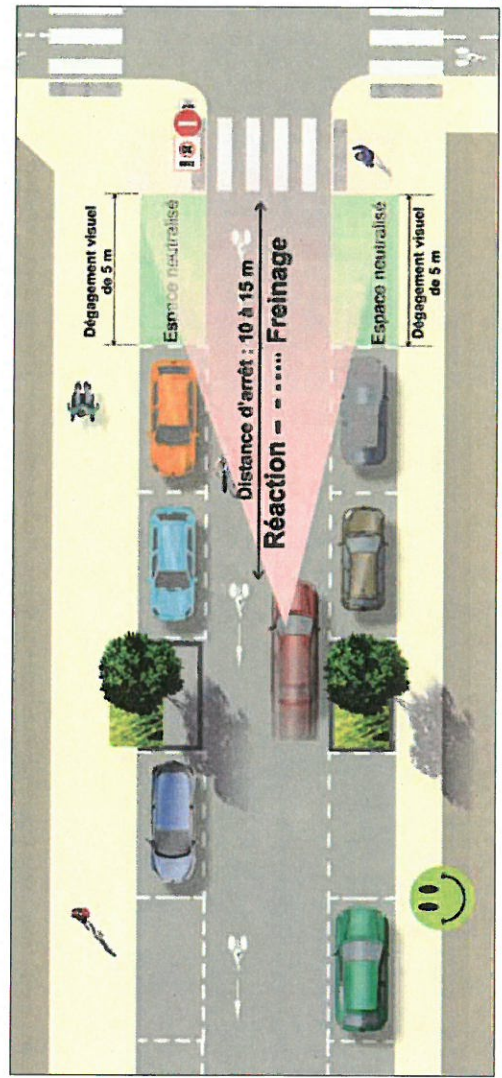 Dégagement visuel
de 5 m
Espace neutralisé
Distance d'arrêt : 10 à 15 m
Réaction – – ····· Freinage
Espace neutralisé
Dégagement visuel
de 5 m